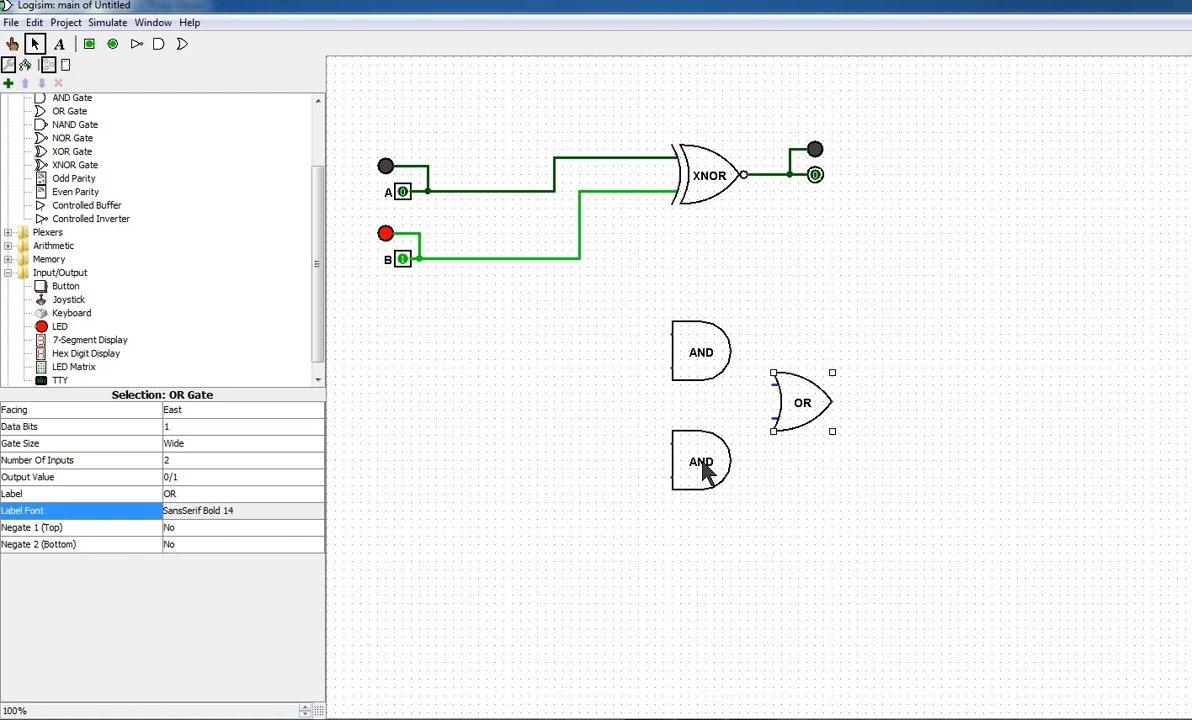 Logisim: main of Untitled
File Edit Project Simulate Window Help
A
AND Gate
OR Gate
NAND Gate
NOR Gate
XOR Gate
XNOR Gate
Odd Parity
Even Parity
Controlled Buffer
Controlled Inverter
Plexers
Arithmetic
Memory
Input/Output
Button
Joystick
Keyboard
LED
7-Segment Display
Hex Digit Display
LED Matrix
TTY
Selection: OR Gate
Facing East
Data Bits 1
Gate Size Wide
Number Of Inputs 2
Output Value 0/1
Label OR
Label Font SansSerif Bold 14
Negate 1 (Top) No
Negate 2 (Bottom) No
100%
XNOR
A 0
0
B 1
AND
OR
AND